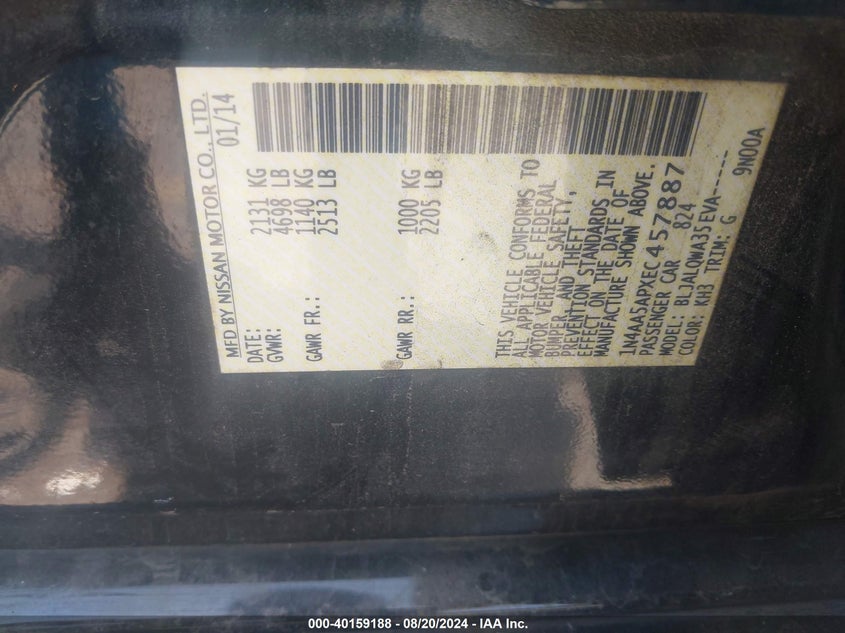 MFD BY NISSAN MOTOR CO., LTD.
DATE: 01/14
GVWR: 2131 KG
4698 LB
GAWR FR.: 1140 KG
2513 LB
GAWR RR.: 1000 KG
2205 LB
THIS VEHICLE CONFORMS TO
ALL APPLICABLE FEDERAL
MOTOR VEHICLE SAFETY,
BUMPER AND THEFT
PREVENTION STANDARDS IN
EFFECT ON THE DATE OF
MANUFACTURE SHOWN ABOVE.
1N4AA5APXEC457887
PASSENGER CAR 824
MODEL: BLJALQWA35EVA-----
COLOR: KH3 TRIM: G 9N00A
000-40159188 - 08/20/2024 - IAA Inc.